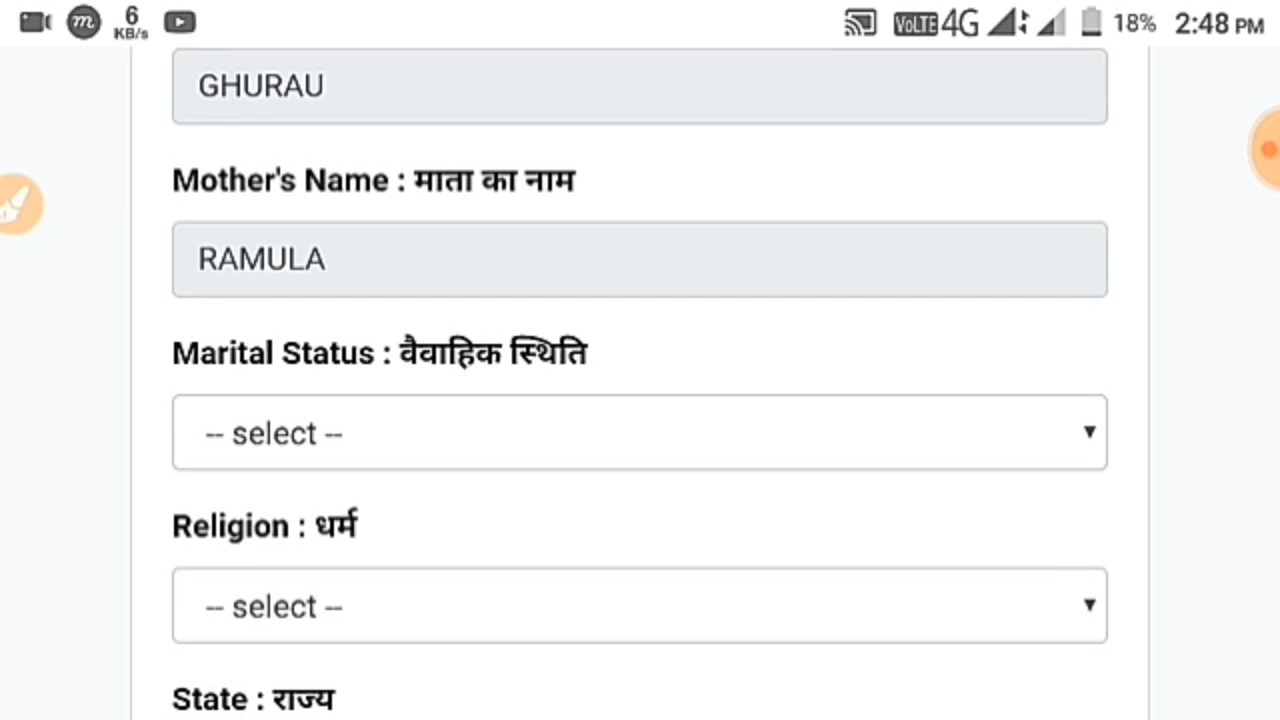 6
KB/s
VoLTE 4G 18% 2:48 PM
GHURAU
Mother's Name : माता का नाम
RAMULA
Marital Status : वैवाहिक स्थिति
-- select --
Religion : धर्म
-- select --
State : राज्य